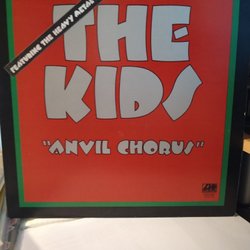 FEATURING THE HEAVY METAL
THE
KIDS
"ANVIL CHORUS"